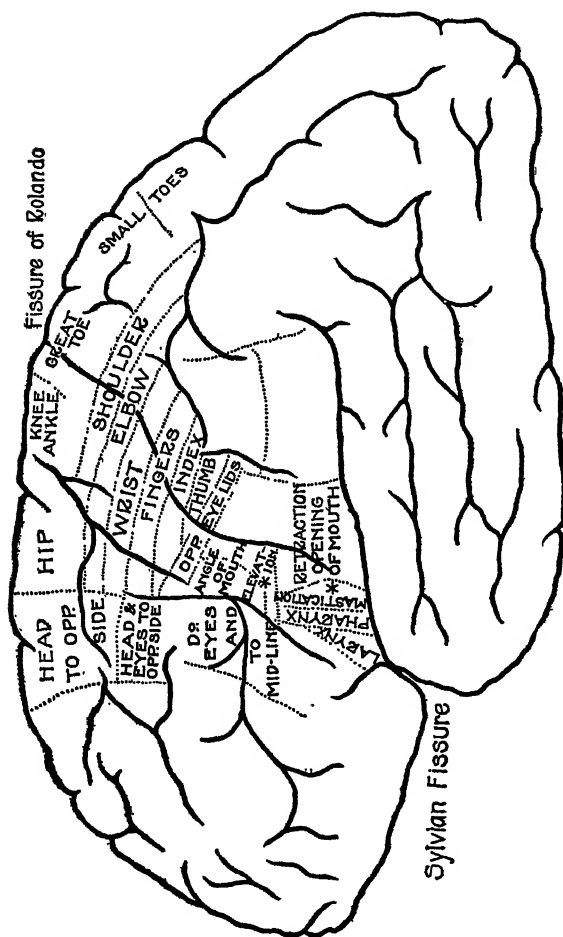 Fissure of Rolando
SMALL
TOES
GREAT
TOE
KNEE
ANKLE
HIP
HEAD
TO OPP.
SIDE
SHOULDER
ELBOW
WRIST
FINGERS
INDEX
THUMB
OPP. EYE LIDS
ANGLE
OF
MOUTH
ELEVAT-
ION.
*
HEAD &
EYES TO
OPP. SIDE
DO.
EYES
AND
TO
MID-LINE
RETRACTION
OPENING
* OF MOUTH
MASTICATION
PHARYNX
LARYNX
Sylvian Fissure